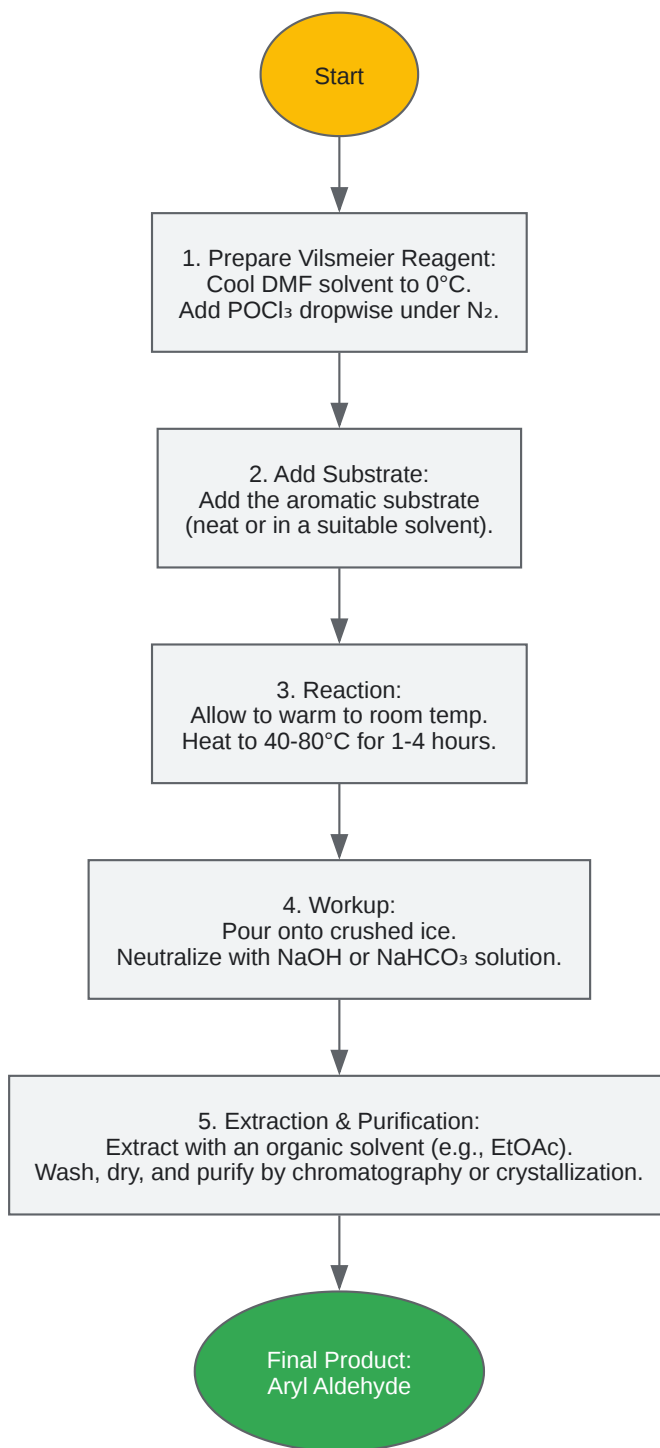 Start
1. Prepare Vilsmeier Reagent:
Cool DMF solvent to 0°C.
Add POCl₃ dropwise under N₂.
2. Add Substrate:
Add the aromatic substrate
(neat or in a suitable solvent).
3. Reaction:
Allow to warm to room temp.
Heat to 40-80°C for 1-4 hours.
4. Workup:
Pour onto crushed ice.
Neutralize with NaOH or NaHCO₃ solution.
5. Extraction & Purification:
Extract with an organic solvent (e.g., EtOAc).
Wash, dry, and purify by chromatography or crystallization.
Final Product:
Aryl Aldehyde